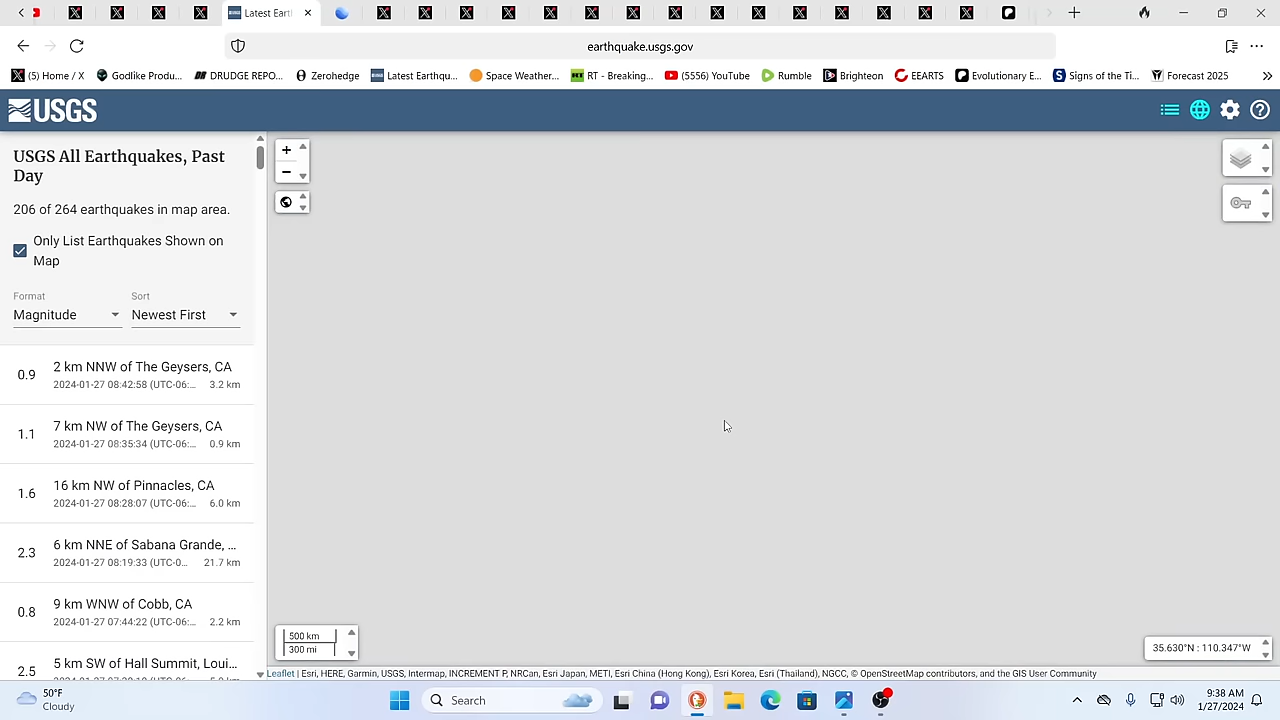 Latest Eart
earthquake.usgs.gov
(5) Home / X
Godlike Produ...
DRUDGE REPO...
Zerohedge
Latest Earthqu...
Space Weather...
RT - Breaking...
(5556) YouTube
Rumble
Brighteon
EEARTS
Evolutionary E...
Signs of the Ti...
Forecast 2025
USGS
USGS All Earthquakes, Past
Day
206 of 264 earthquakes in map area.
Only List Earthquakes Shown on
Map
Format
Sort
Magnitude
Newest First
0.9
2 km NNW of The Geysers, CA
2024-01-27 08:42:58 (UTC-06:... 3.2 km
1.1
7 km NW of The Geysers, CA
2024-01-27 08:35:34 (UTC-06:... 0.9 km
1.6
16 km NW of Pinnacles, CA
2024-01-27 08:28:07 (UTC-06:... 6.0 km
2.3
6 km NNE of Sabana Grande, ...
2024-01-27 08:19:33 (UTC-0... 21.7 km
0.8
9 km WNW of Cobb, CA
2024-01-27 07:44:22 (UTC-06:... 2.2 km
2.5
5 km SW of Hall Summit, Loui...
+
−
500 km
300 mi
35.630°N : 110.347°W
Leaflet | Esri, HERE, Garmin, USGS, Intermap, INCREMENT P, NRCan, Esri Japan, METI, Esri China (Hong Kong), Esri Korea, Esri (Thailand), NGCC, © OpenStreetMap contributors, and the GIS User Community
50°F
Cloudy
Search
9:38 AM
1/27/2024